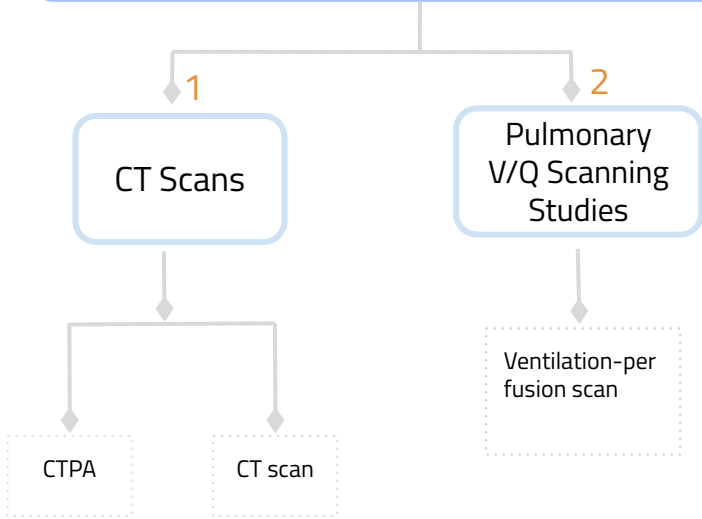 1
2
CT Scans
Pulmonary
V/Q Scanning
Studies
Ventilation-per
fusion scan
CTPA
CT scan